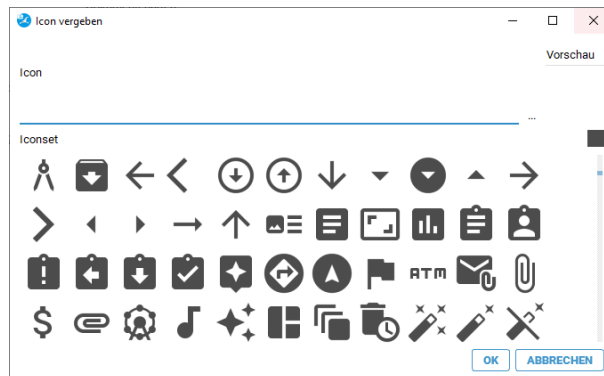 Icon vergeben
Vorschau
Icon
...
Iconset
ATM
OK
ABBRECHEN